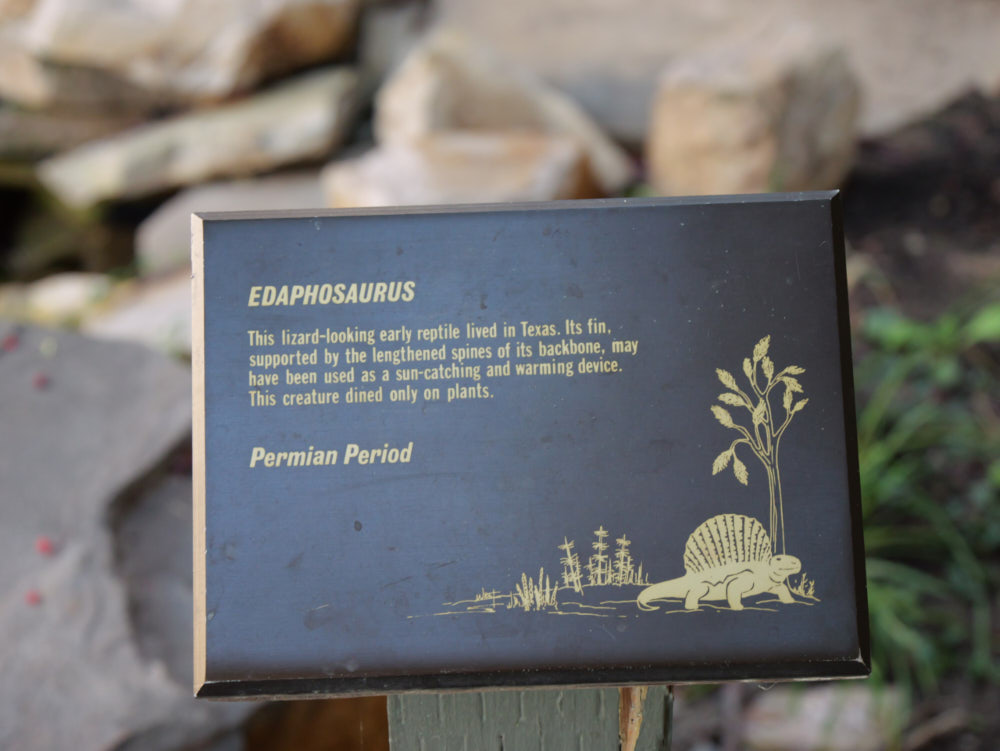 EDAPHOSAURUS
This lizard-looking early reptile lived in Texas. Its fin,
supported by the lengthened spines of its backbone, may
have been used as a sun-catching and warming device.
This creature dined only on plants.
Permian Period